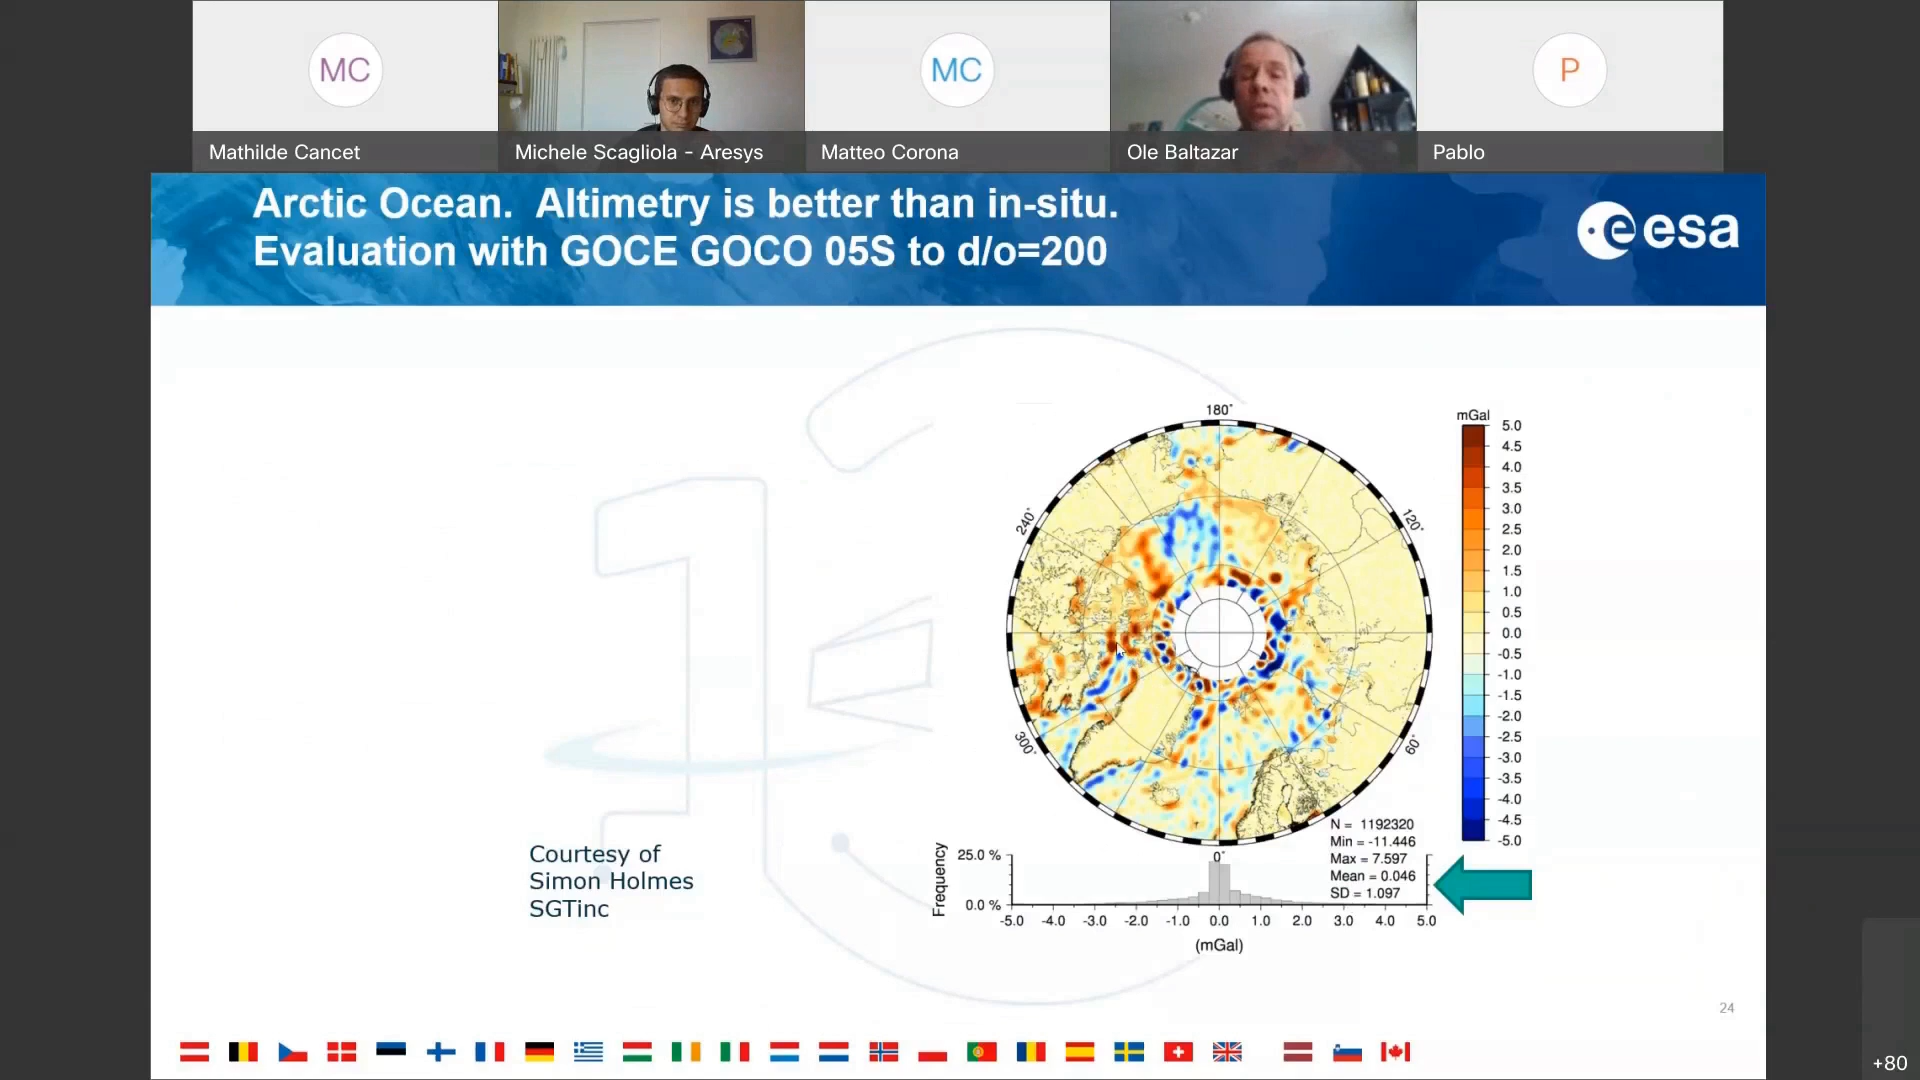 MC
MC
P
Mathilde Cancet
Michele Scagliola - Aresys
Matteo Corona
Ole Baltazar
Pablo
Arctic Ocean. Altimetry is better than in-situ.
Evaluation with GOCE GOCO 05S to d/o=200
esa
180°
240°
120°
300°
60°
0°
mGal
5.0
4.5
4.0
3.5
3.0
2.5
2.0
1.5
1.0
0.5
0.0
-0.5
-1.0
-1.5
-2.0
-2.5
-3.0
-3.5
-4.0
-4.5
-5.0
N = 1192320
Min = -11.446
Max = 7.597
Mean = 0.046
SD = 1.097
Frequency
25.0 %
0.0 %
-5.0 -4.0 -3.0 -2.0 -1.0 0.0 1.0 2.0 3.0 4.0 5.0
(mGal)
Courtesy of
Simon Holmes
SGTinc
24
+80